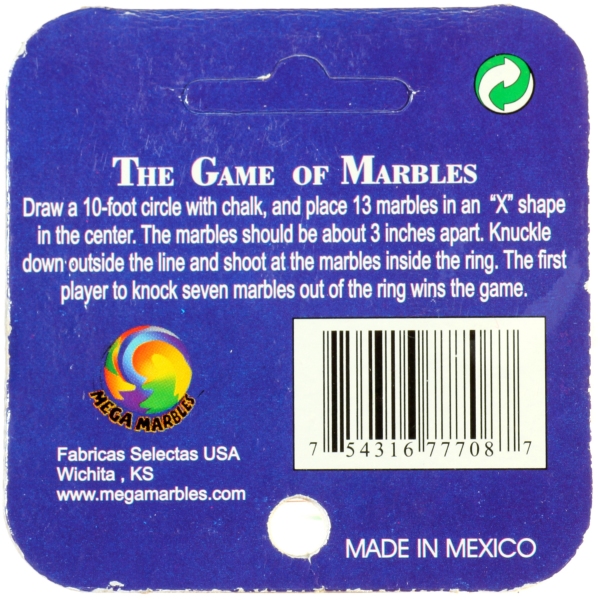 THE GAME OF MARBLES
Draw a 10-foot circle with chalk, and place 13 marbles in an "X" shape
in the center. The marbles should be about 3 inches apart. Knuckle
down outside the line and shoot at the marbles inside the ring. The first
player to knock seven marbles out of the ring wins the game.
MEGA MARBLES
Fabricas Selectas USA
Wichita , KS
www.megamarbles.com
7 54316 77708 7
MADE IN MEXICO